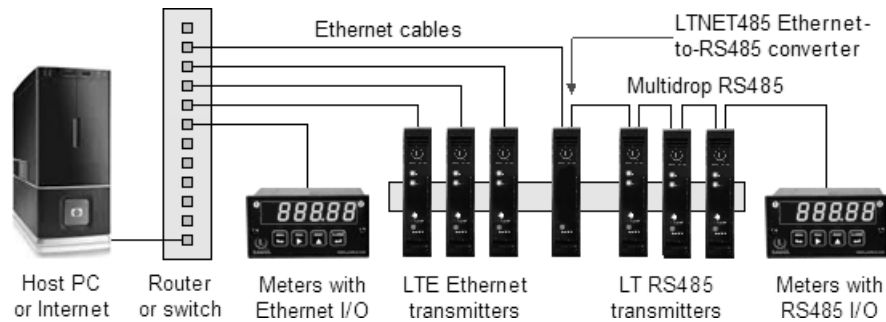 Ethernet cables
LTNET485 Ethernet-
to-RS485 converter
Multidrop RS485
888.88
888.88
Host PC
or Internet
Router
or switch
Meters with
Ethernet I/O
LTE Ethernet
transmitters
LT RS485
transmitters
Meters with
RS485 I/O